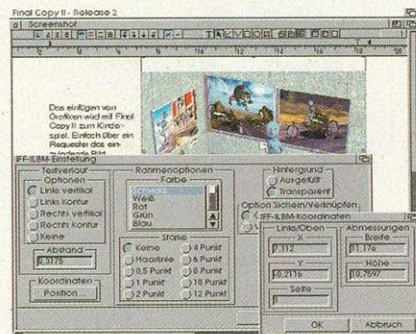 Final Copy II - Release 2
Screenshot
Das einfügen von
Grafiken wird mit Final
Copy II zum Kinder-
spiel. Einfach über ein
Requester das ein-
IFF-ILBM-Einstellung
Textverlauf
Optionen
Links vertikal
Links Kontur
Rechts vertikal
Rechts Kontur
Keine
Abstand
0,3175
Koordinaten
Position ...
Rahmenoptionen
Farbe
Schwarz
Weiß
Rot
Grün
Blau
Stärke
Keine
Haarlinie
0,5 Punkt
1 Punkt
2 Punkt
4 Punkt
6 Punkt
8 Punkt
10 Punkt
12 Punkt
Hintergrund
Ausgefüllt
Transparent
Option Sichern/Verknüpfen
IFF-ILBM-Koordinaten
Links/Oben
X
7,112
Y
0,2116
Seite
1
Abmessungen
Breite
11,176
Höhe
10,7597
OK
Abbruch